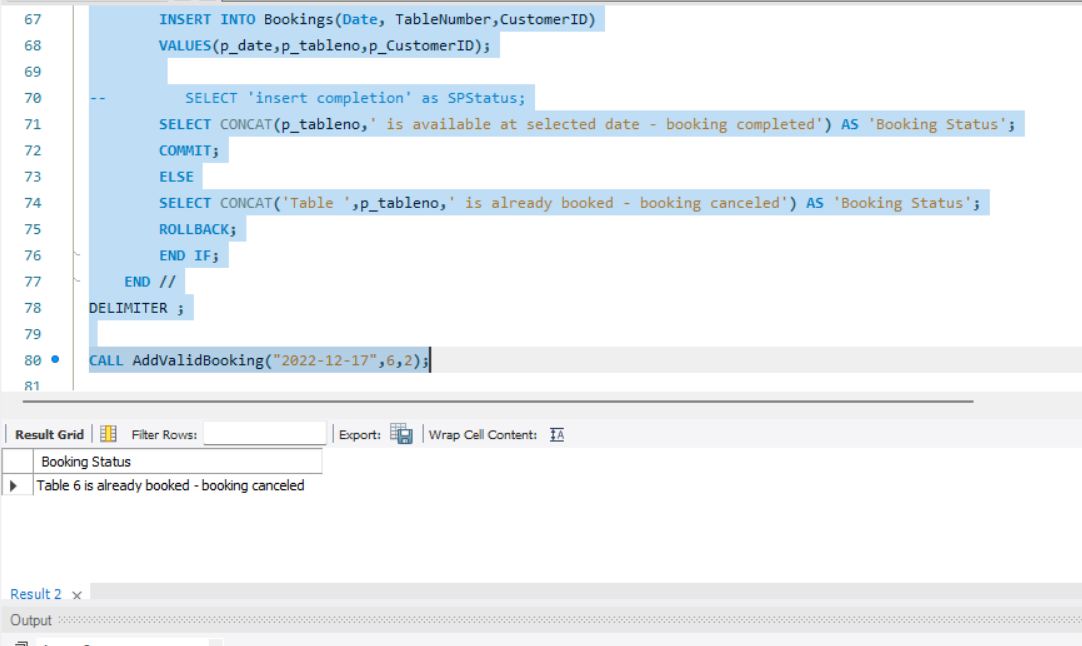 67 INSERT INTO Bookings(Date, TableNumber,CustomerID)
68 VALUES(p_date,p_tableno,p_CustomerID);
69
70 -- SELECT 'insert completion' as SPStatus;
71 SELECT CONCAT(p_tableno,' is available at selected date - booking completed') AS 'Booking Status';
72 COMMIT;
73 ELSE
74 SELECT CONCAT('Table ',p_tableno,' is already booked - booking canceled') AS 'Booking Status';
75 ROLLBACK;
76 END IF;
77 END //
78 DELIMITER ;
79
80 CALL AddValidBooking("2022-12-17",6,2);
81
Result Grid Filter Rows: Export: Wrap Cell Content: IA
Booking Status
Table 6 is already booked - booking canceled
Result 2 ×
Output